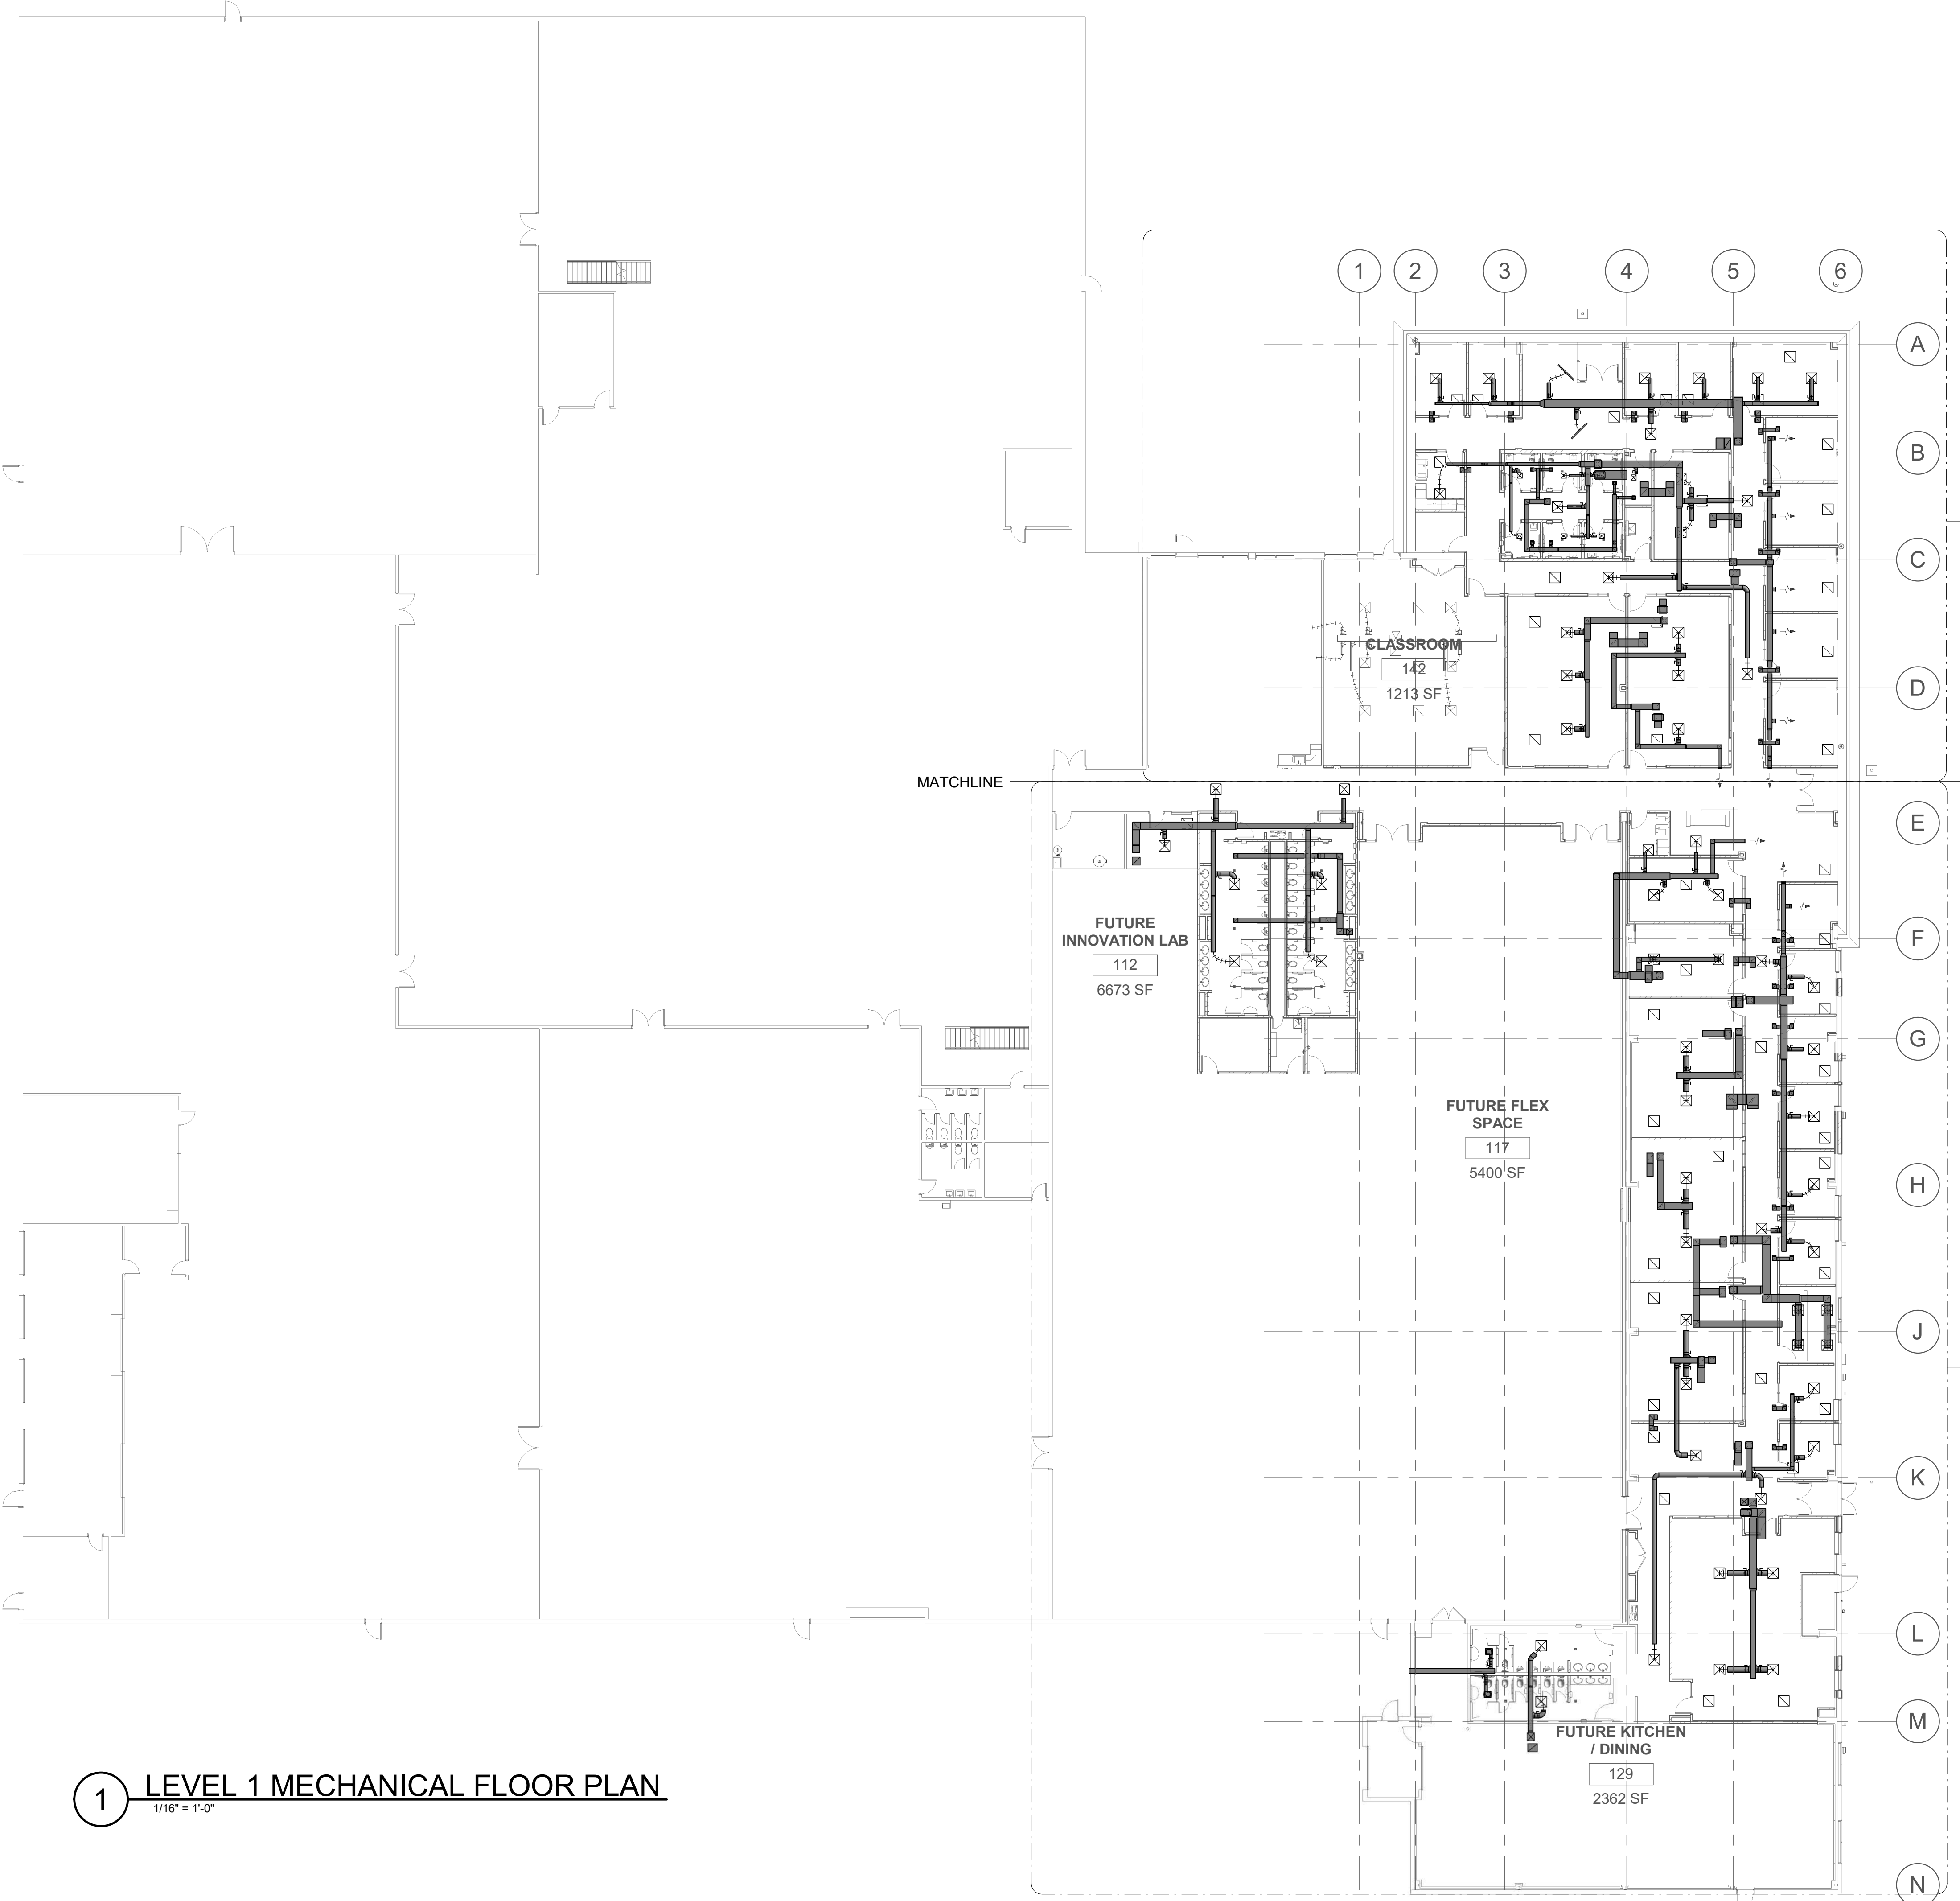 1
2
3
4
5
6
A
B
C
CLASSROOM
142
1213 SF
D
MATCHLINE
E
FUTURE
INNOVATION LAB
112
6673 SF
F
G
FUTURE FLEX
SPACE
117
5400 SF
H
J
K
L
M
FUTURE KITCHEN
/ DINING
129
2362 SF
N
1
LEVEL 1 MECHANICAL FLOOR PLAN
1/16" = 1'-0"